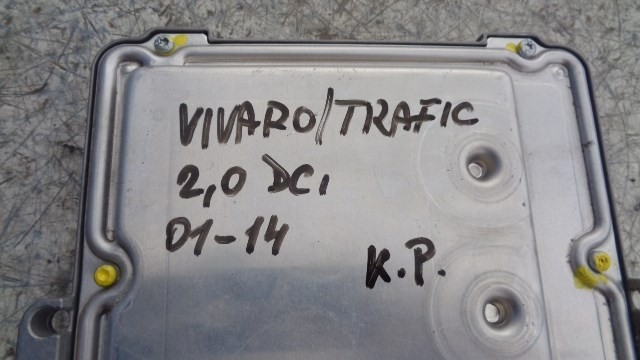 VIVARO/TRAFIC
2,0 DCi
01-14
K.P.